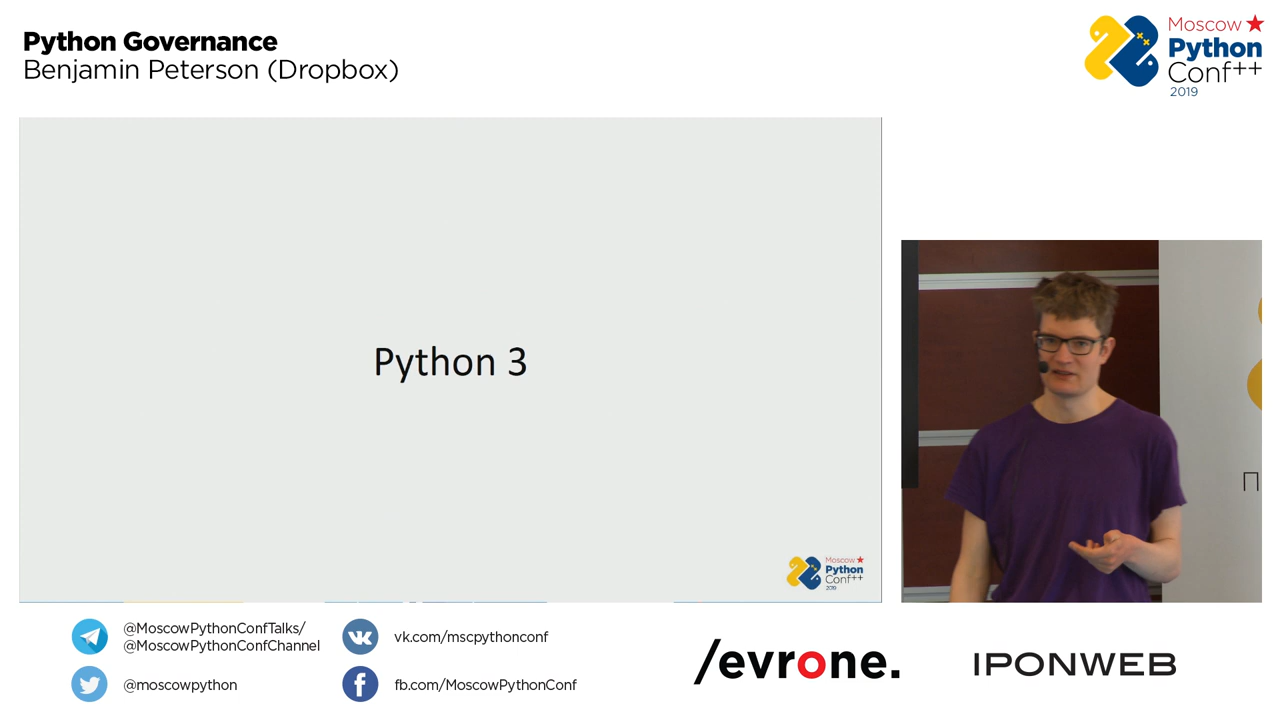 Python Governance
Benjamin Peterson (Dropbox)
Moscow
Python
Conf++
2019
Python 3
Moscow
Python
Conf++
2019
П
@MoscowPythonConfTalks/
@MoscowPythonConfChannel
vk.com/mscpythonconf
@moscowpython
fb.com/MoscowPythonConf
/evrone.
IPONWEB